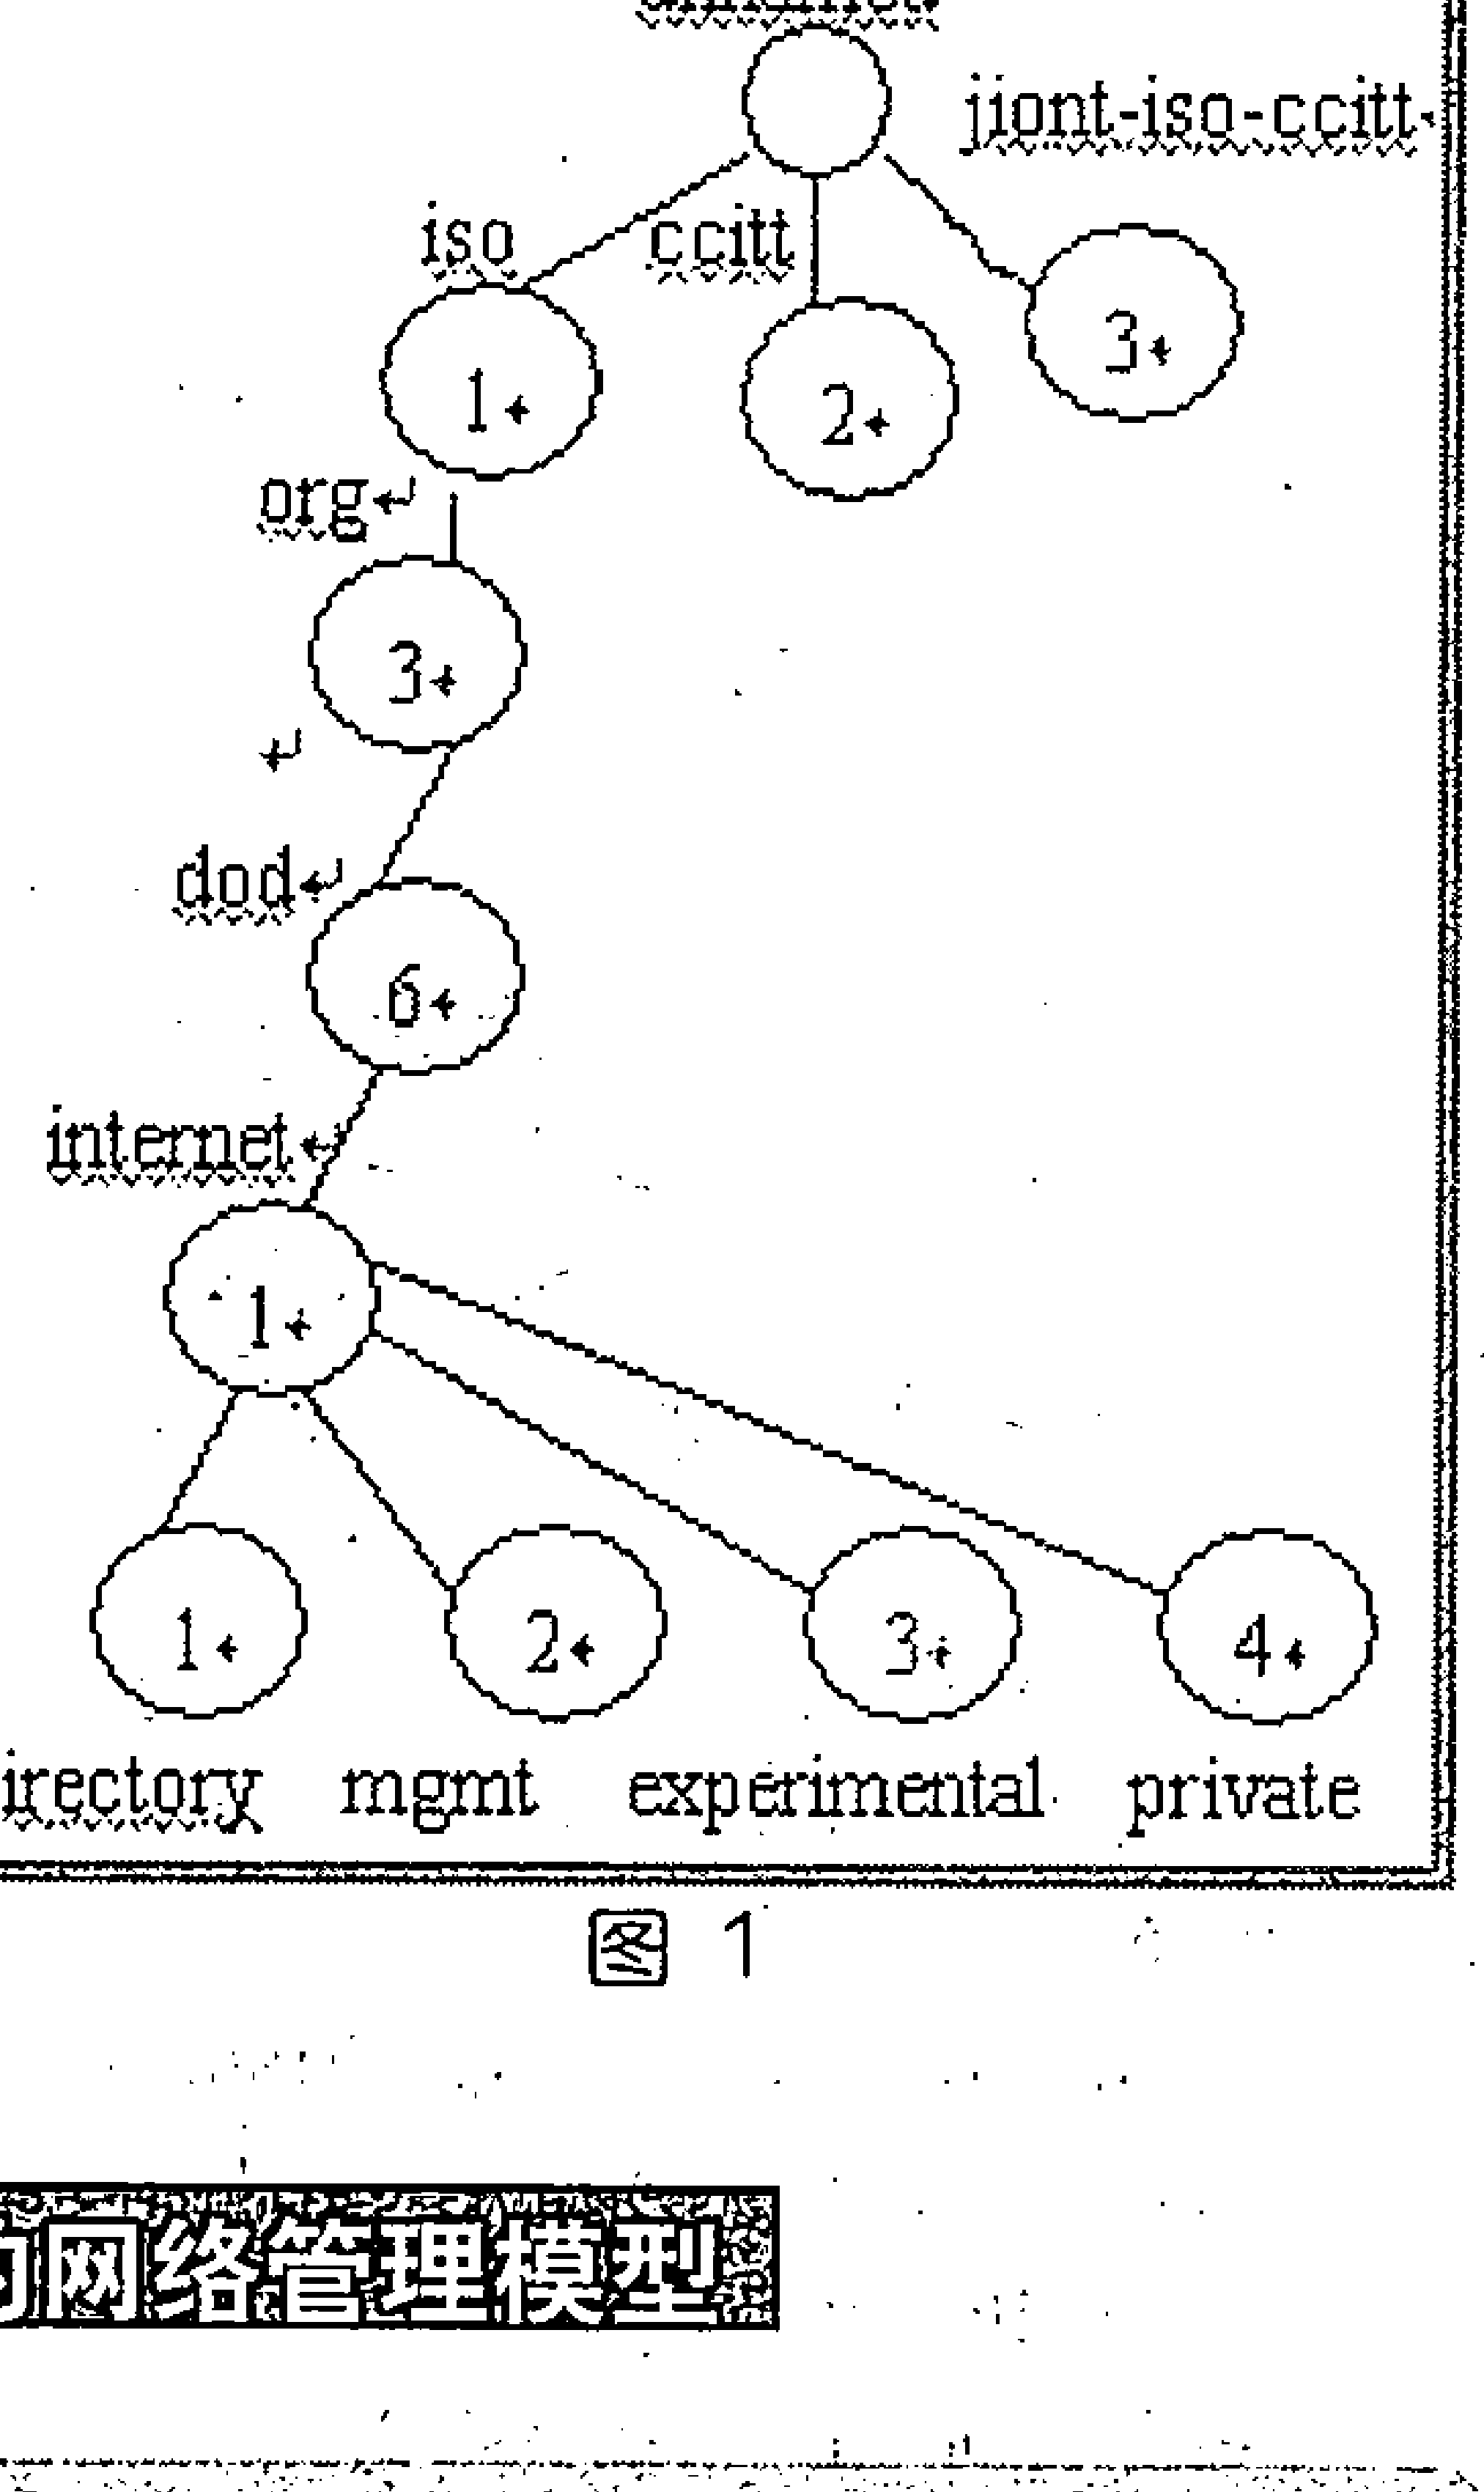 jiont-iso-ccitt
iso ccitt
1 2 3
org
3
dod
6
internet
1
1 2 3 4
irectory mgmt experimental private
图 1
网络管理模型